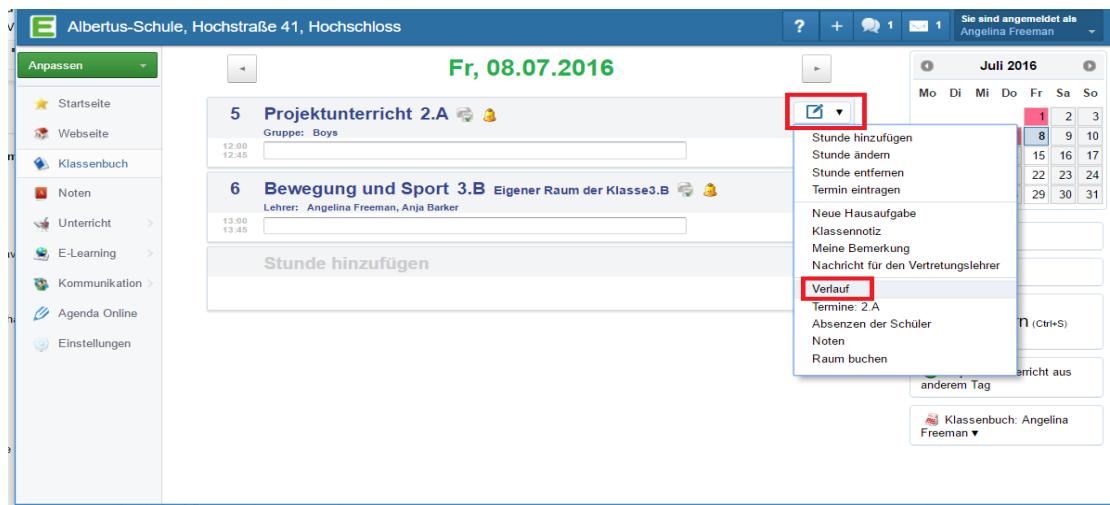 Albertus-Schule, Hochstraße 41, Hochschloss
? + 1 1
Sie sind angemeldet als
Angelina Freeman
Anpassen
Startseite
Webseite
Klassenbuch
Noten
Unterricht
E-Learning
Kommunikation
Agenda Online
Einstellungen
Fr, 08.07.2016
5 Projektunterricht 2.A
Gruppe: Boys
12:00
12:45
6 Bewegung und Sport 3.B Eigener Raum der Klasse3.B
Lehrer: Angelina Freeman, Anja Barker
13:00
13:45
Stunde hinzufügen
Stunde hinzufügen
Stunde ändern
Stunde entfernen
Termin eintragen
Neue Hausaufgabe
Klassennotiz
Meine Bemerkung
Nachricht für den Vertretungslehrer
Verlauf
Termine: 2.A
Absenzen der Schüler
Noten
Raum buchen
Juli 2016
Mo Di Mi Do Fr Sa So
1 2 3
8 9 10
15 16 17
22 23 24
29 30 31
(Ctrl+S)
aus
anderem Tag
Klassenbuch: Angelina
Freeman